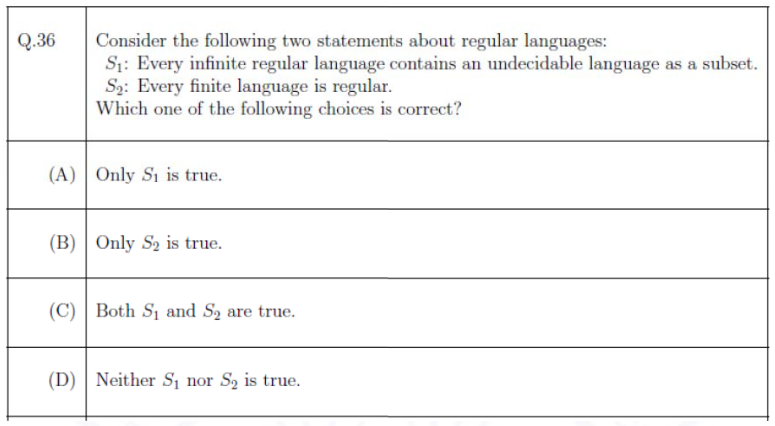 Q.36 Consider the following two statements about regular languages:
S₁: Every infinite regular language contains an undecidable language as a subset.
S₂: Every finite language is regular.
Which one of the following choices is correct?
(A) Only S₁ is true.
(B) Only S₂ is true.
(C) Both S₁ and S₂ are true.
(D) Neither S₁ nor S₂ is true.